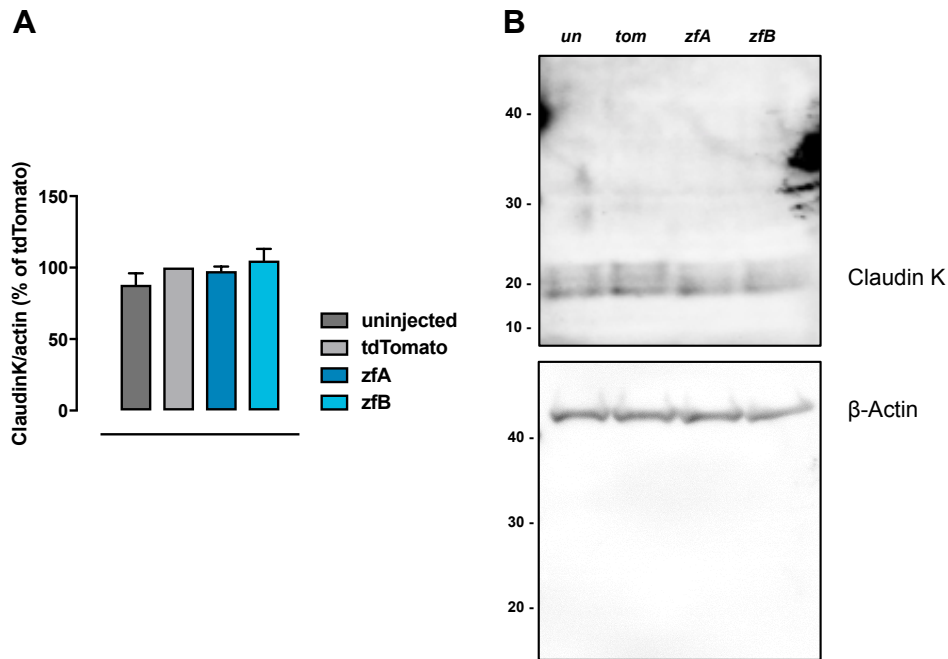 A
ClaudinK/actin (% of tdTomato)
150
100
50
0
uninjected
tdTomato
zfA
zfB
B
un tom zfA zfB
40 -
30 -
20 -
10 -
Claudin K
40 -
30 -
20 -
β-Actin